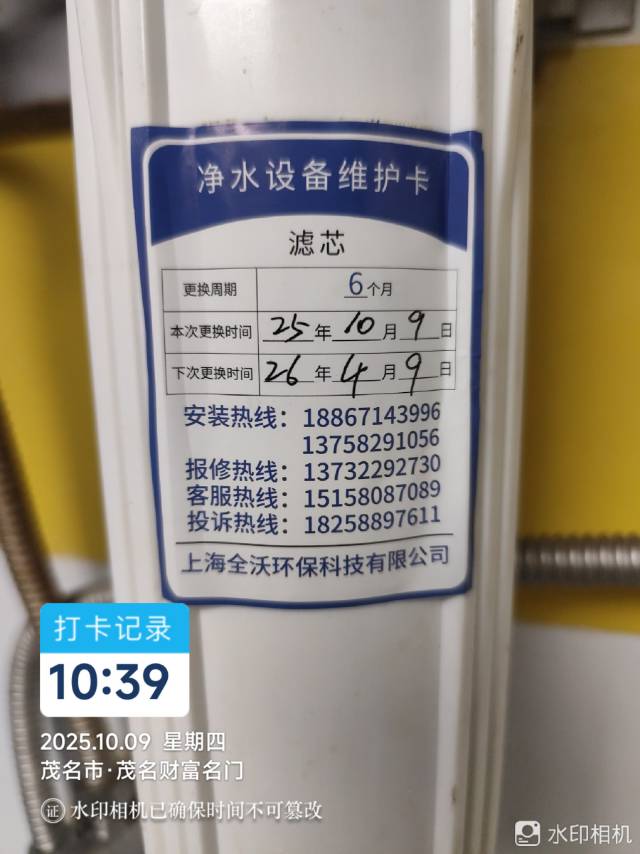 净水设备维护卡
滤芯
更换周期 6个月
本次更换时间 25年10月9日
下次更换时间 26年4月9日
安装热线：18867143996
13758291056
报修热线：13732292730
客服热线：15158087089
投诉热线：18258897611
上海全沃环保科技有限公司
打卡记录
10:39
2025.10.09 星期四
茂名市·茂名财富名门
证 水印相机已确保时间不可篡改
水印相机